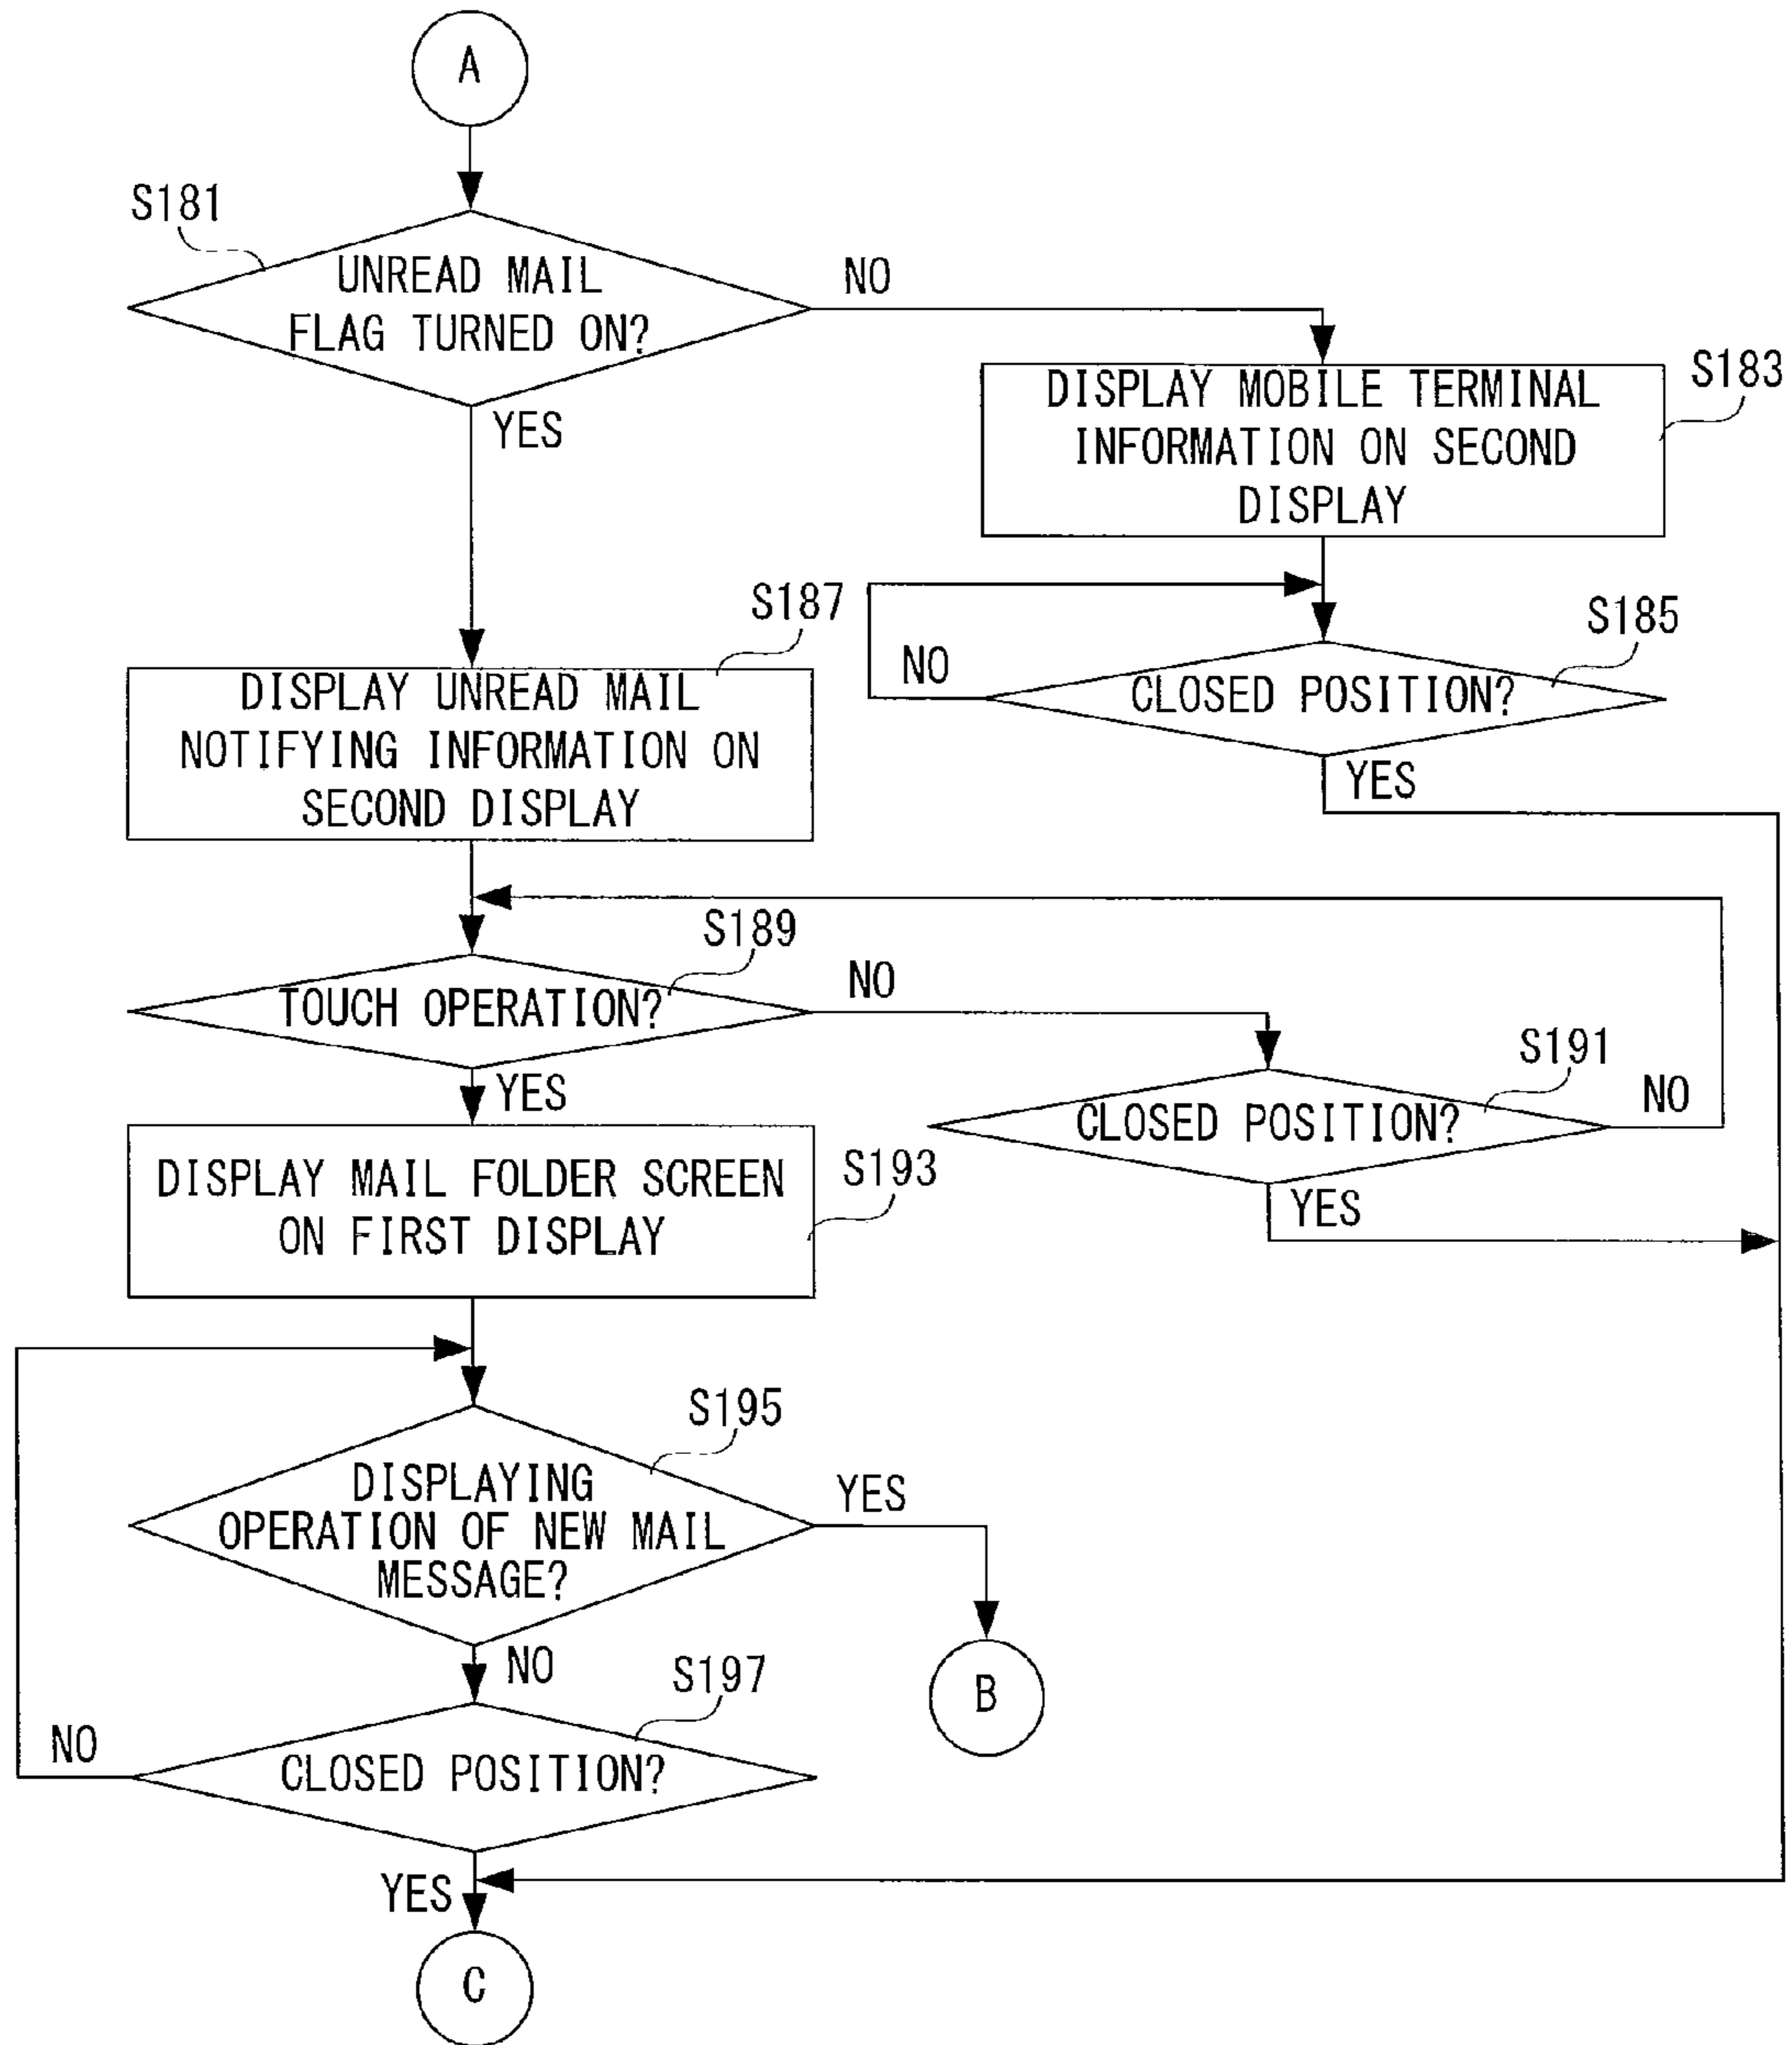 A
S181
UNREAD MAIL
FLAG TURNED ON?
NO
YES
S183
DISPLAY MOBILE TERMINAL
INFORMATION ON SECOND
DISPLAY
S185
NO
CLOSED POSITION?
YES
S187
DISPLAY UNREAD MAIL
NOTIFYING INFORMATION ON
SECOND DISPLAY
S189
TOUCH OPERATION?
NO
YES
S191
CLOSED POSITION?
NO
YES
S193
DISPLAY MAIL FOLDER SCREEN
ON FIRST DISPLAY
S195
DISPLAYING
OPERATION OF NEW MAIL
MESSAGE?
YES
NO
B
S197
NO
CLOSED POSITION?
YES
C